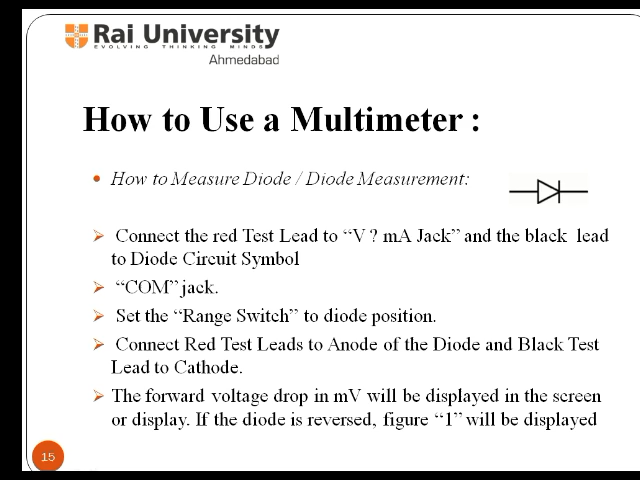 Rai University
EVOLVING THINKING MINDS
Ahmedabad
How to Use a Multimeter :
• How to Measure Diode / Diode Measurement:
➢ Connect the red Test Lead to “V ? mA Jack” and the black lead
to Diode Circuit Symbol
➢ “COM” jack.
➢ Set the “Range Switch” to diode position.
➢ Connect Red Test Leads to Anode of the Diode and Black Test
Lead to Cathode.
➢ The forward voltage drop in mV will be displayed in the screen
or display. If the diode is reversed, figure “1” will be displayed
15